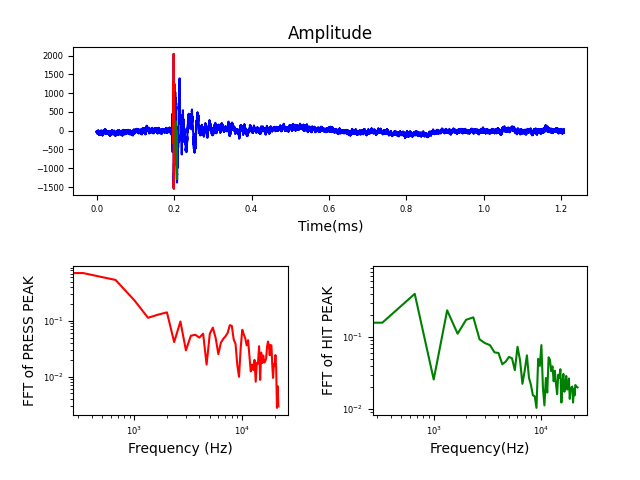 Amplitude
2000
1500
1000
500
0
−500
−1000
−1500
0.0 0.2 0.4 0.6 0.8 1.0 1.2
Time(ms)
FFT of PRESS PEAK
10⁻¹
10⁻²
10³ 10⁴
Frequency (Hz)
FFT of HIT PEAK
10⁻¹
10⁻²
10³ 10⁴
Frequency(Hz)